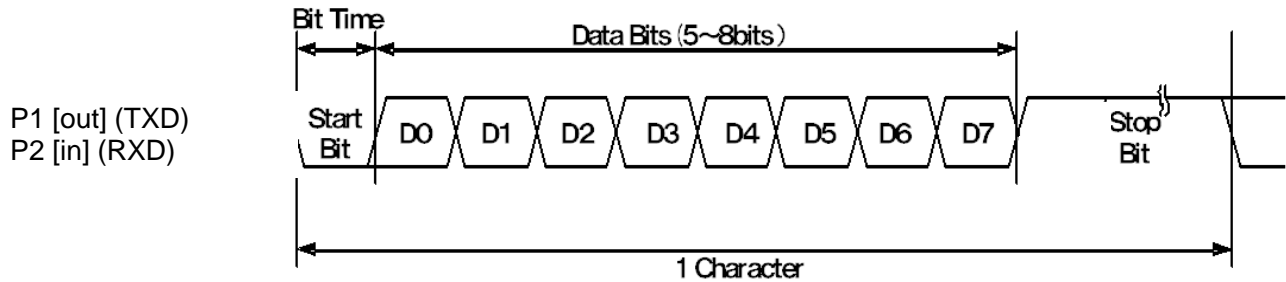 Bit Time
Data Bits (5~8bits)
P1 [out] (TXD)
P2 [in] (RXD)
Start
Bit
D0
D1
D2
D3
D4
D5
D6
D7
Stop
Bit
1 Character